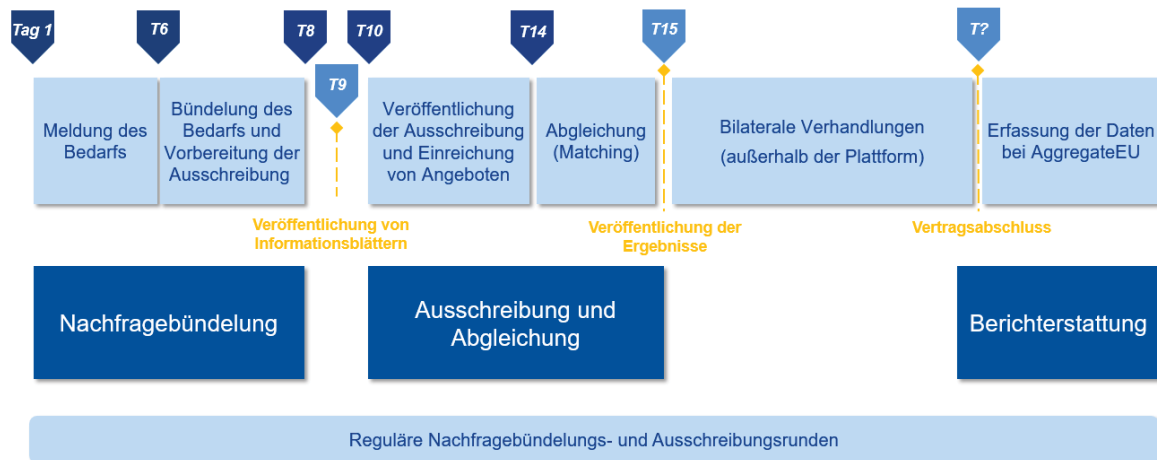 Tag 1
T6
T8
T9
T10
T14
T15
T?
Meldung des
Bedarfs
Bündelung des
Bedarfs und
Vorbereitung der
Ausschreibung
Veröffentlichung
der Ausschreibung
und Einreichung
von Angeboten
Abgleichung
(Matching)
Bilaterale Verhandlungen
(außerhalb der Plattform)
Erfassung der Daten
bei AggregateEU
Veröffentlichung von
Informationsblättern
Veröffentlichung der
Ergebnisse
Vertragsabschluss
Nachfragebündelung
Ausschreibung und
Abgleichung
Berichterstattung
Reguläre Nachfragebündelungs- und Ausschreibungsrunden